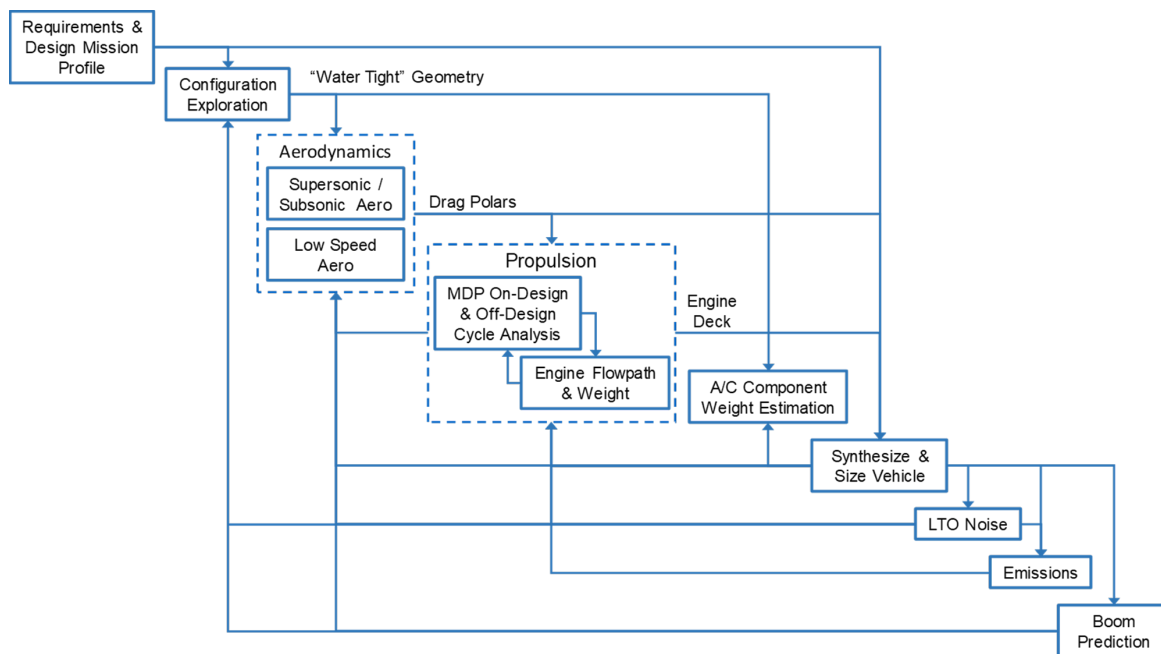 Requirements &
Design Mission
Profile
“Water Tight” Geometry
Configuration
Exploration
Aerodynamics
Supersonic /
Subsonic Aero
Drag Polars
Low Speed
Aero
Propulsion
MDP On-Design
& Off-Design
Cycle Analysis
Engine
Deck
Engine Flowpath
& Weight
A/C Component
Weight Estimation
Synthesize &
Size Vehicle
LTO Noise
Emissions
Boom
Prediction